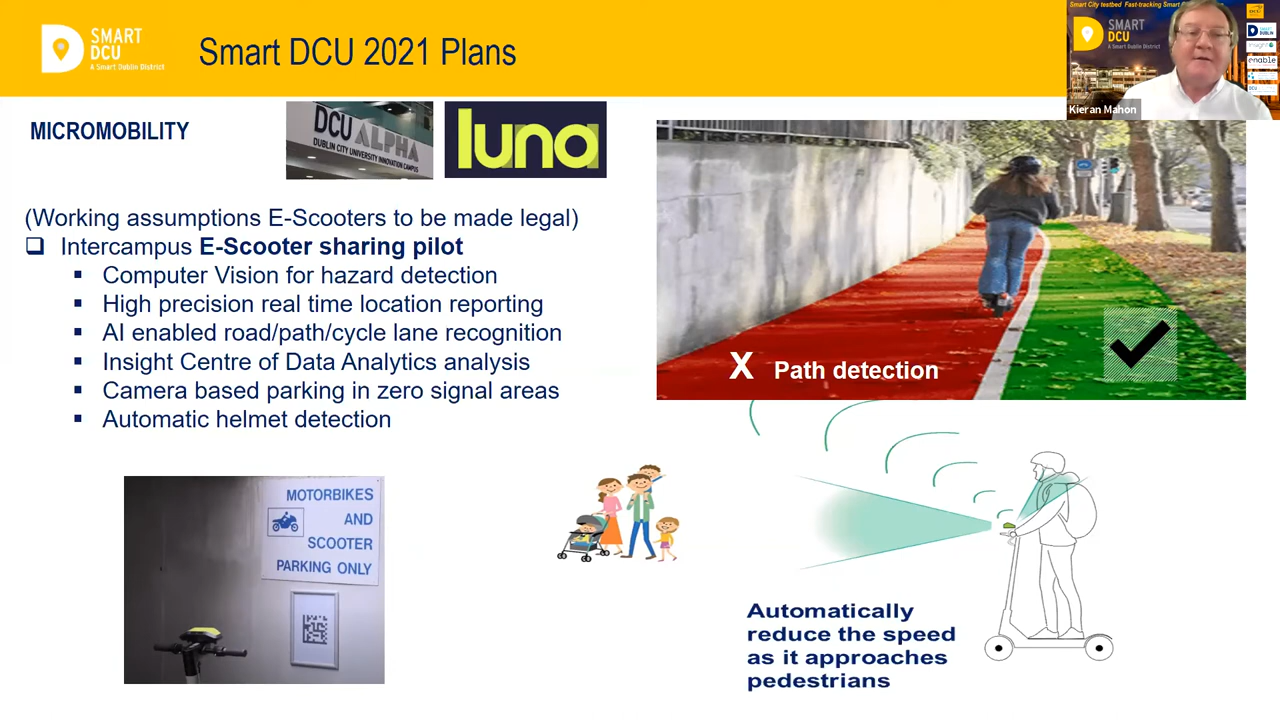 SMART
DCU
A Smart Dublin District
Smart DCU 2021 Plans
Smart City testbed Fast-tracking Smart
SMART
DCU
enable
Kieran Mahon
MICROMOBILITY
DCU ALPHA
DUBLIN CITY UNIVERSITY INNOVATION CAMPUS
luna
(Working assumptions E-Scooters to be made legal)
Intercampus E-Scooter sharing pilot
Computer Vision for hazard detection
High precision real time location reporting
AI enabled road/path/cycle lane recognition
Insight Centre of Data Analytics analysis
Camera based parking in zero signal areas
Automatic helmet detection
X Path detection
MOTORBIKES
AND
SCOOTER
PARKING ONLY
Automatically
reduce the speed
as it approaches
pedestrians